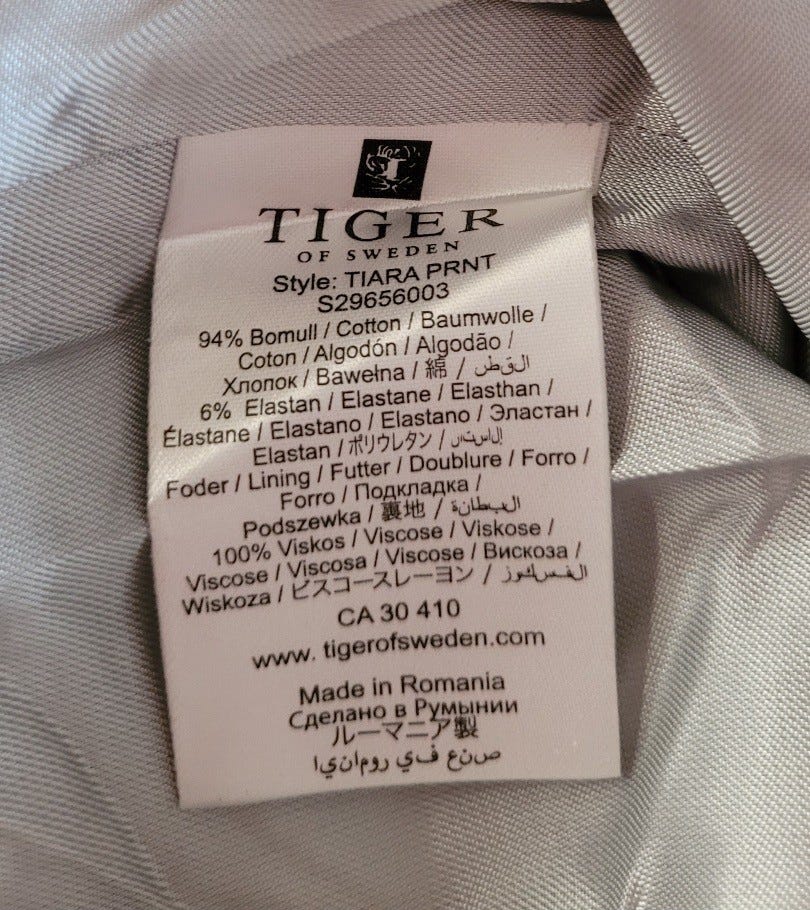 TIGER
OF SWEDEN
Style: TIARA PRNT
S29656003
94% Bomull / Cotton / Baumwolle /
Coton / Algodón / Algodão /
Хлопок / Bawełna / 綿 / القطن
6% Elastan / Elastane / Elasthan /
Élastane / Elastano / Elastano / Эластан /
Elastan / ポリウレタン / إلاستان
Foder / Lining / Futter / Doublure / Forro /
Forro / Подкладка /
Podszewka / 裏地 / البطانة
100% Viskos / Viscose / Viskose /
Viscose / Viscosa / Viscose / Вискоза /
Wiskoza / ビスコースレーヨン / الفسكوز
CA 30 410
www. tigerofsweden.com
Made in Romania
Сделано в Румынии
ルーマニア製
صنع في رومانيا